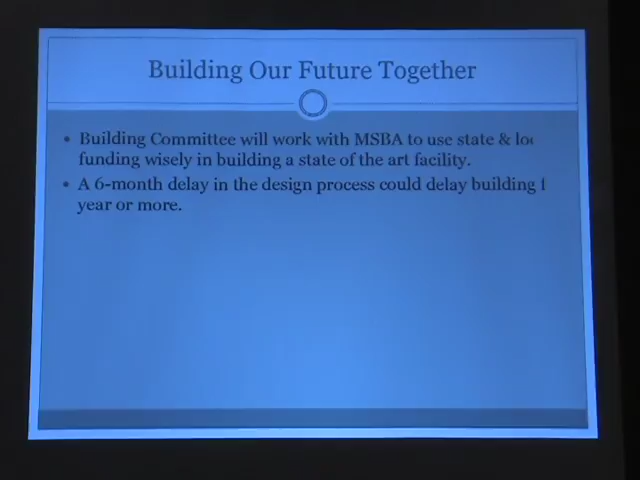 Building Our Future Together
• Building Committee will work with MSBA to use state &
funding wisely in building a state of the art facility.
• A 6-month delay in the design process could delay building
year or more.